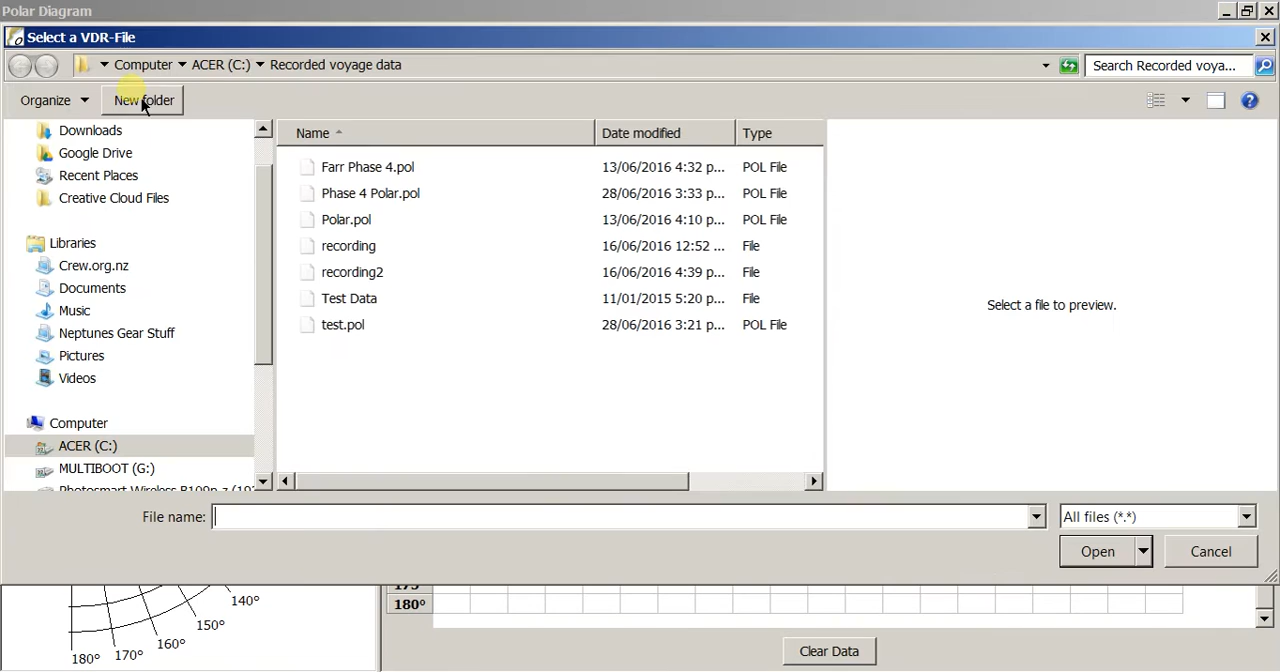 Polar Diagram
Select a VDR-File
Computer ACER (C:) Recorded voyage data
Search Recorded voya...
Organize New folder
Downloads
Google Drive
Recent Places
Creative Cloud Files
Libraries
Crew.org.nz
Documents
Music
Neptunes Gear Stuff
Pictures
Videos
Computer
ACER (C:)
MULTIBOOT (G:)
Photosmart Wireless B109n-z (192
Name Date modified Type
Farr Phase 4.pol 13/06/2016 4:32 p... POL File
Phase 4 Polar.pol 28/06/2016 3:33 p... POL File
Polar.pol 13/06/2016 4:10 p... POL File
recording 16/06/2016 12:52 ... File
recording2 16/06/2016 4:39 p... File
Test Data 11/01/2015 5:20 p... File
test.pol 28/06/2016 3:21 p... POL File
Select a file to preview.
File name: All files (*.*)
Open Cancel
140°
150°
160°
170°
180°
175
180°
Clear Data